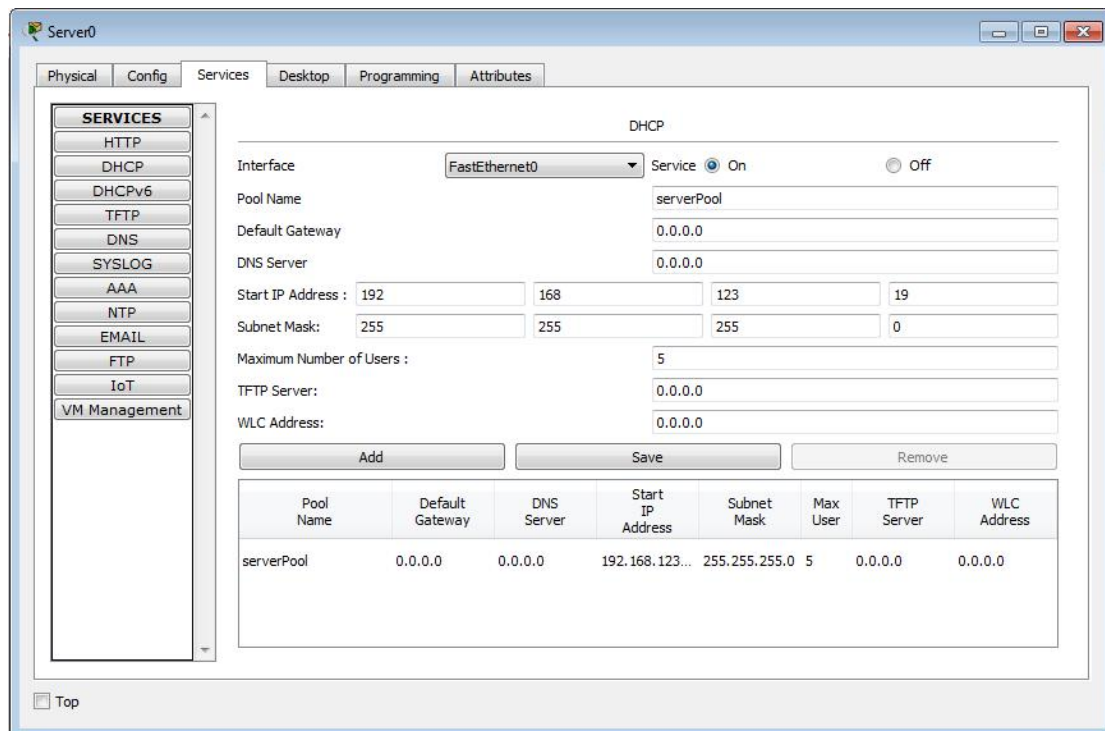 Server0
Physical Config Services Desktop Programming Attributes
SERVICES
HTTP
DHCP
DHCPv6
TFTP
DNS
SYSLOG
AAA
NTP
EMAIL
FTP
IoT
VM Management
DHCP
Interface FastEthernet0 Service On Off
Pool Name serverPool
Default Gateway 0.0.0.0
DNS Server 0.0.0.0
Start IP Address : 192 168 123 19
Subnet Mask: 255 255 255 0
Maximum Number of Users : 5
TFTP Server: 0.0.0.0
WLC Address: 0.0.0.0
Add Save Remove
Pool Name Default Gateway DNS Server Start IP Address Subnet Mask Max User TFTP Server WLC Address
serverPool 0.0.0.0 0.0.0.0 192.168.123... 255.255.255.0 5 0.0.0.0 0.0.0.0
Top